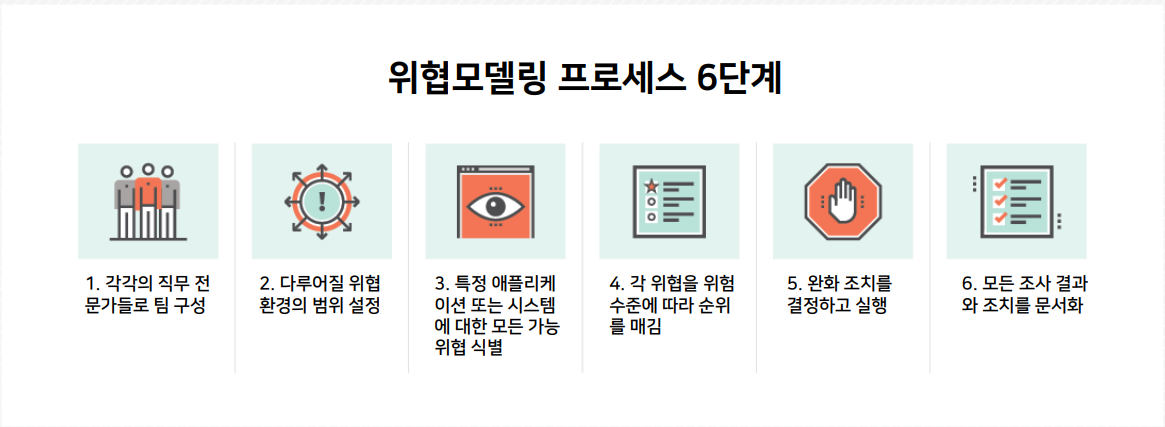 위협모델링 프로세스 6단계
1. 각각의 직무 전
문가들로 팀 구성
2. 다루어질 위협
환경의 범위 설정
3. 특정 애플리케
이션 또는 시스템
에 대한 모든 가능
위협 식별
4. 각 위협을 위험
수준에 따라 순위
를 매김
5. 완화 조치를
결정하고 실행
6. 모든 조사 결과
와 조치를 문서화